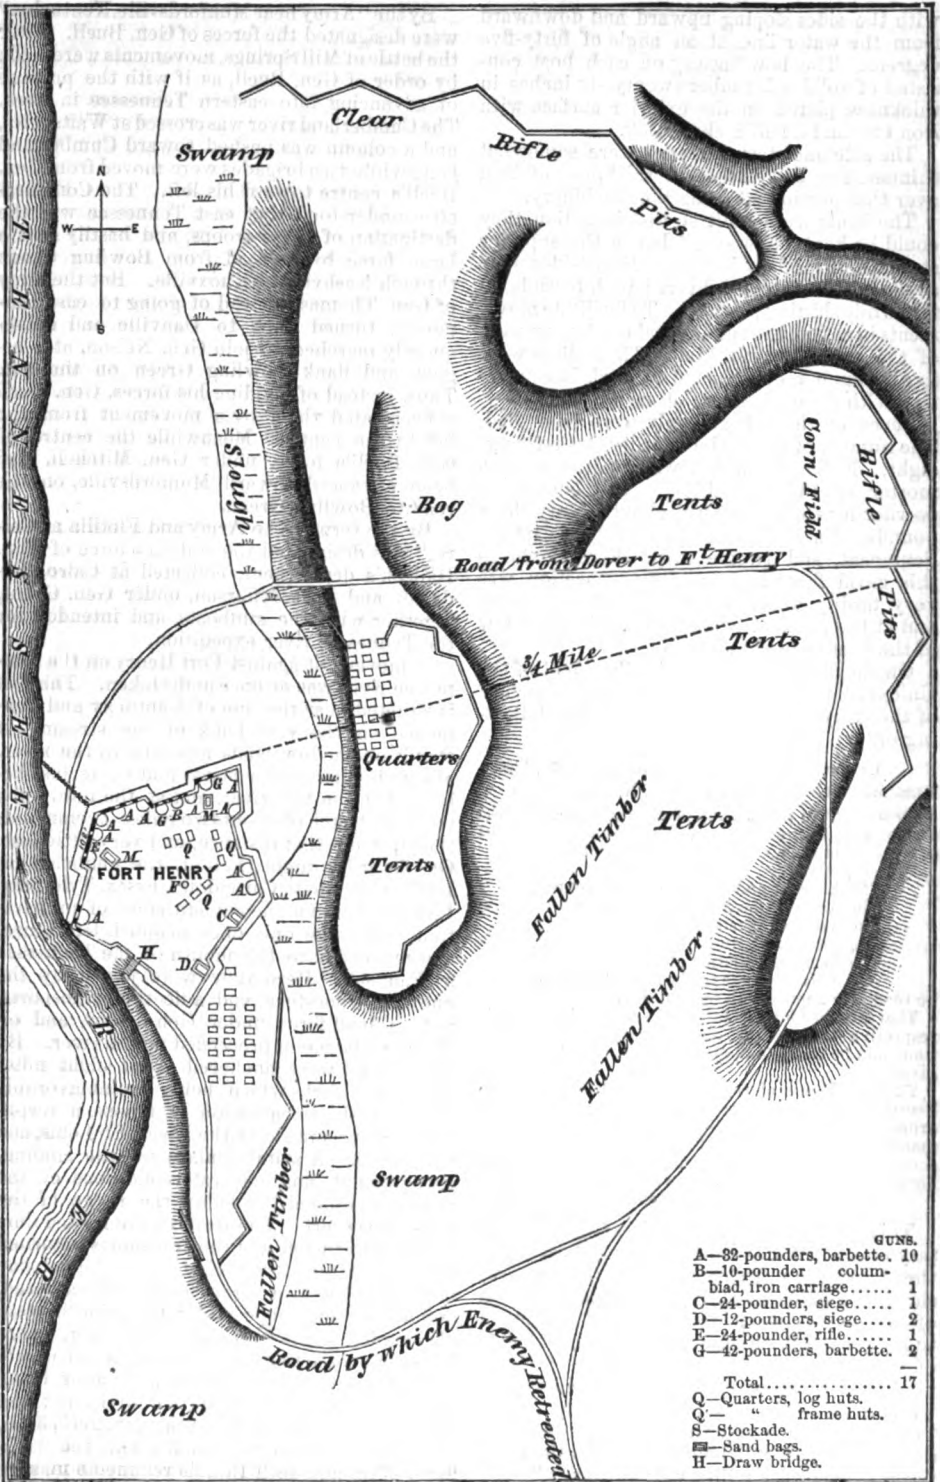 Clear
Rifle
Pits
Swamp
N
W
E
S
TENNESSEE
RIVER
Slough
Bog
Corn Field
Rifle
Pits
Tents
Road from Dover to Ft. Henry
3/4 Mile
Tents
Quarters
Tents
Tents
Fallen Timber
Fallen Timber
G
A
A
A
A
G
B
M
A
A
E
M
Q
Q
FORT HENRY
A
A
F
Q
C
A
H
D
Swamp
Fallen Timber
Road by which Enemy Retreated
Swamp
GUNS.
A—32-pounders, barbette. 10
B—10-pounder colum-
biad, iron carriage...... 1
C—24-pounder, siege..... 1
D—12-pounders, siege.... 2
E—24-pounder, rifle...... 1
G—42-pounders, barbette. 2
Total............... 17
Q—Quarters, log huts.
Q'— " frame huts.
S—Stockade.
—Sand bags.
H—Draw bridge.